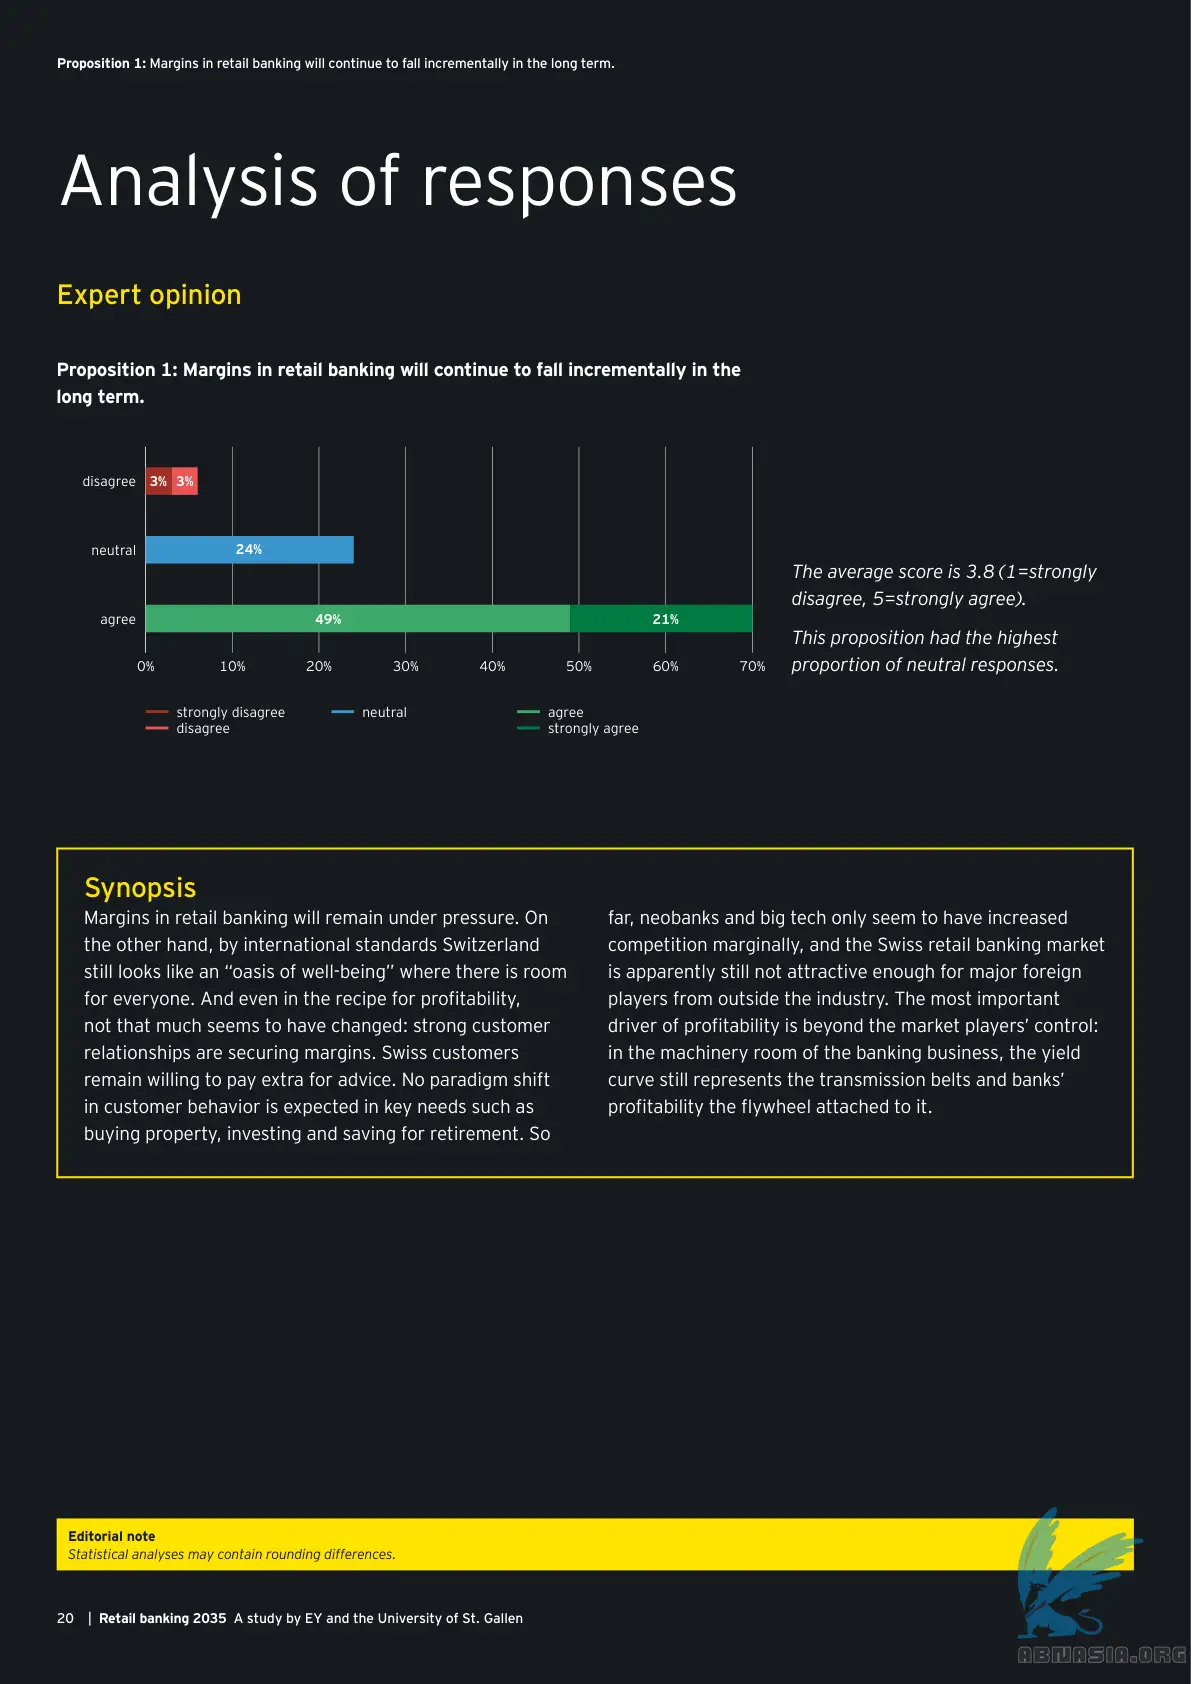 Proposition 1: Margins in retail banking will continue to fall incrementally in the long term.
Analysis of responses
Expert opinion
Proposition 1: Margins in retail banking will continue to fall incrementally in the
long term.
disagree
3% 3%
neutral
24%
agree
49%
21%
0% 10% 20% 30% 40% 50% 60% 70%
strongly disagree
disagree
neutral
agree
strongly agree
The average score is 3.8 (1=strongly
disagree, 5=strongly agree).
This proposition had the highest
proportion of neutral responses.
Synopsis
Margins in retail banking will remain under pressure. On
the other hand, by international standards Switzerland
still looks like an “oasis of well-being” where there is room
for everyone. And even in the recipe for profitability,
not that much seems to have changed: strong customer
relationships are securing margins. Swiss customers
remain willing to pay extra for advice. No paradigm shift
in customer behavior is expected in key needs such as
buying property, investing and saving for retirement. So
far, neobanks and big tech only seem to have increased
competition marginally, and the Swiss retail banking market
is apparently still not attractive enough for major foreign
players from outside the industry. The most important
driver of profitability is beyond the market players’ control:
in the machinery room of the banking business, the yield
curve still represents the transmission belts and banks’
profitability the flywheel attached to it.
Editorial note
Statistical analyses may contain rounding differences.
20 | Retail banking 2035 A study by EY and the University of St. Gallen
ABNASIA.ORG